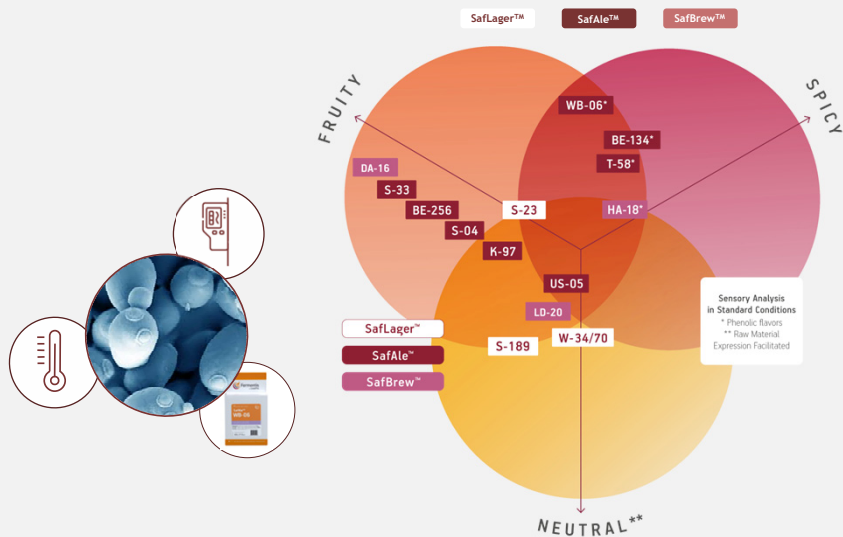 SafLager™
SafAle™
SafBrew™
FRUITY
SPICY
WB-06*
BE-134*
T-58*
DA-16
S-33
BE-256
S-23
HA-18*
S-04
K-97
US-05
LD-20
W-34/70
S-189
SafLager™
SafAle™
SafBrew™
Sensory Analysis
in Standard Conditions
* Phenolic flavors
** Raw Material
Expression Facilitated
WB-06
NEUTRAL**